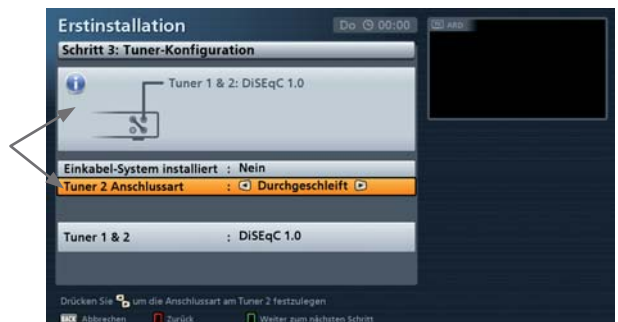 Erstinstallation
Do 00:00
ARD
Schritt 3: Tuner-Konfiguration
Tuner 1 & 2: DiSEqC 1.0
Einkabel-System installiert : Nein
Tuner 2 Anschlussart : Durchgeschleift
Tuner 1 & 2 : DiSEqC 1.0
Drücken Sie um die Anschlussart am Tuner 2 festzulegen
BACK Abbrechen Zurück Weiter zum nächsten Schritt